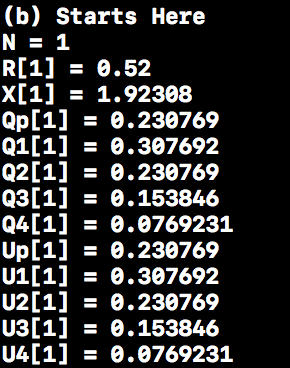 (b) Starts Here
N = 1
R[1] = 0.52
X[1] = 1.92308
Qp[1] = 0.230769
Q1[1] = 0.307692
Q2[1] = 0.230769
Q3[1] = 0.153846
Q4[1] = 0.0769231
Up[1] = 0.230769
U1[1] = 0.307692
U2[1] = 0.230769
U3[1] = 0.153846
U4[1] = 0.0769231